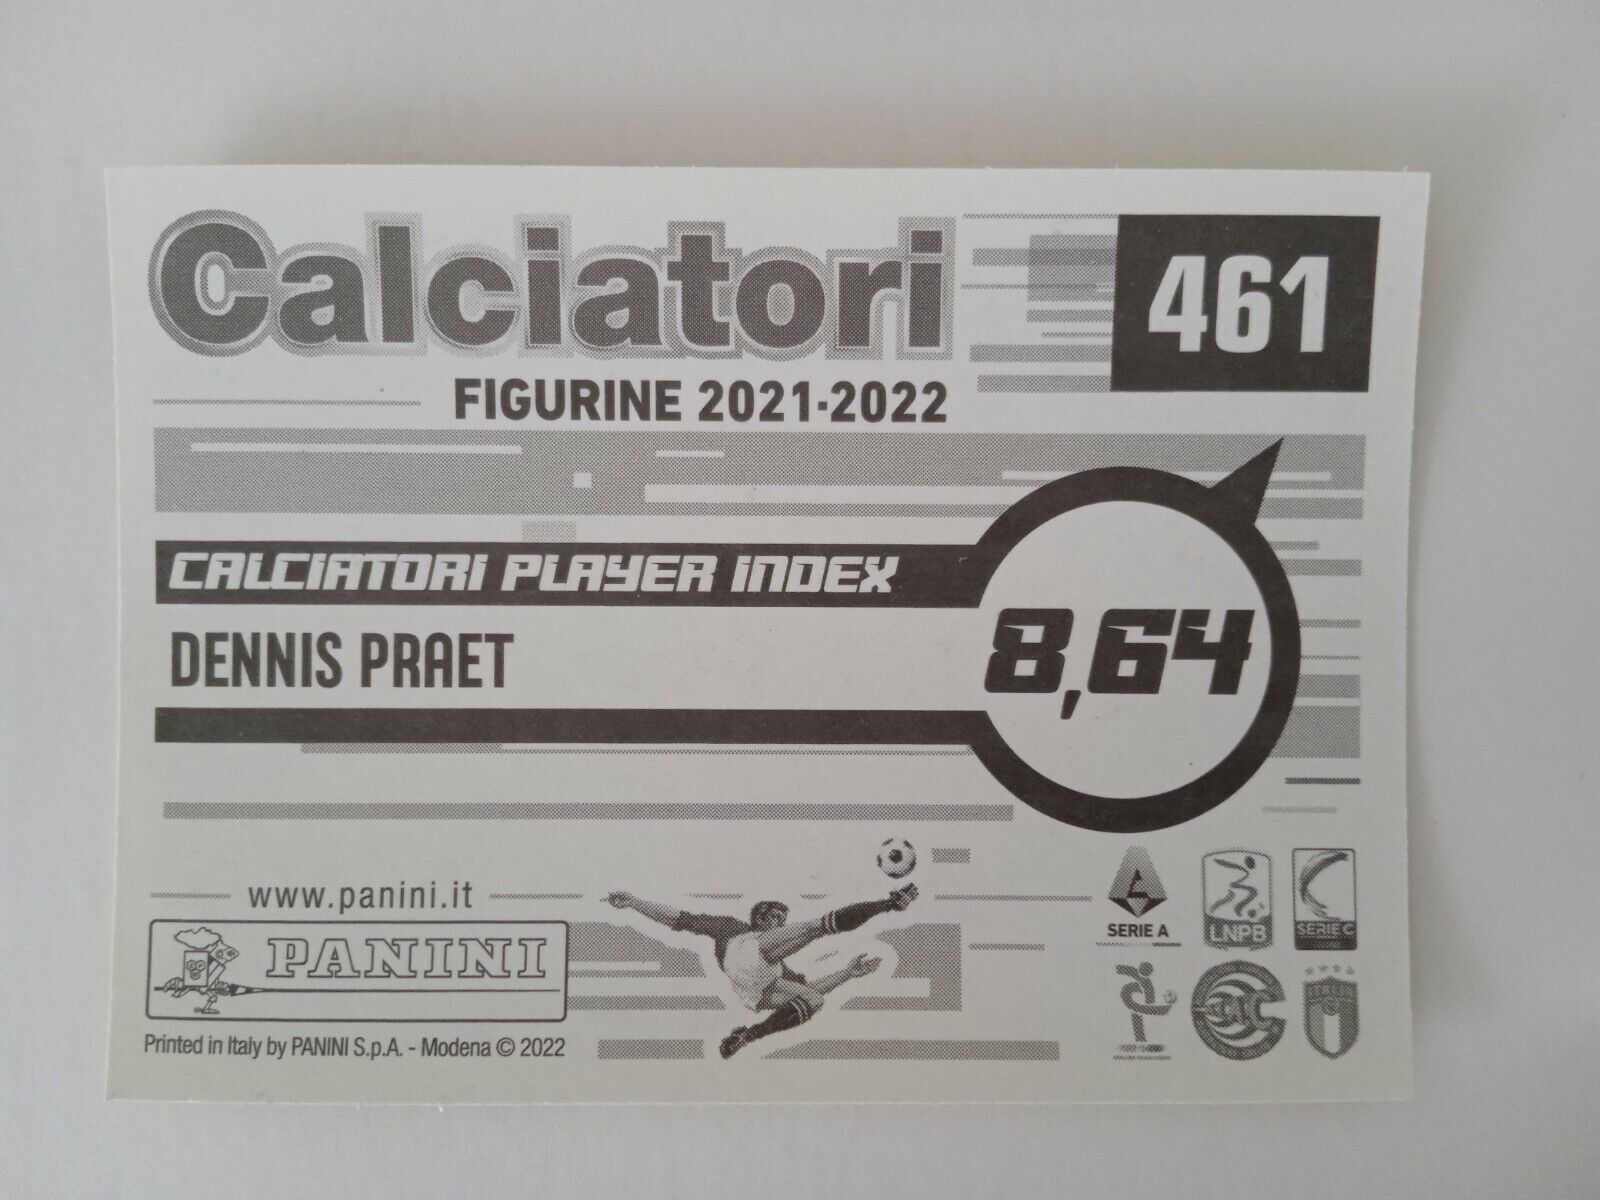 Calciatori
461
FIGURINE 2021-2022
CALCIATORI PLAYER INDEX
DENNIS PRAET
8,64
www.panini.it
PANINI
Printed in Italy by PANINI S.p.A. - Modena © 2022
SERIE A
LNPB
SERIE C